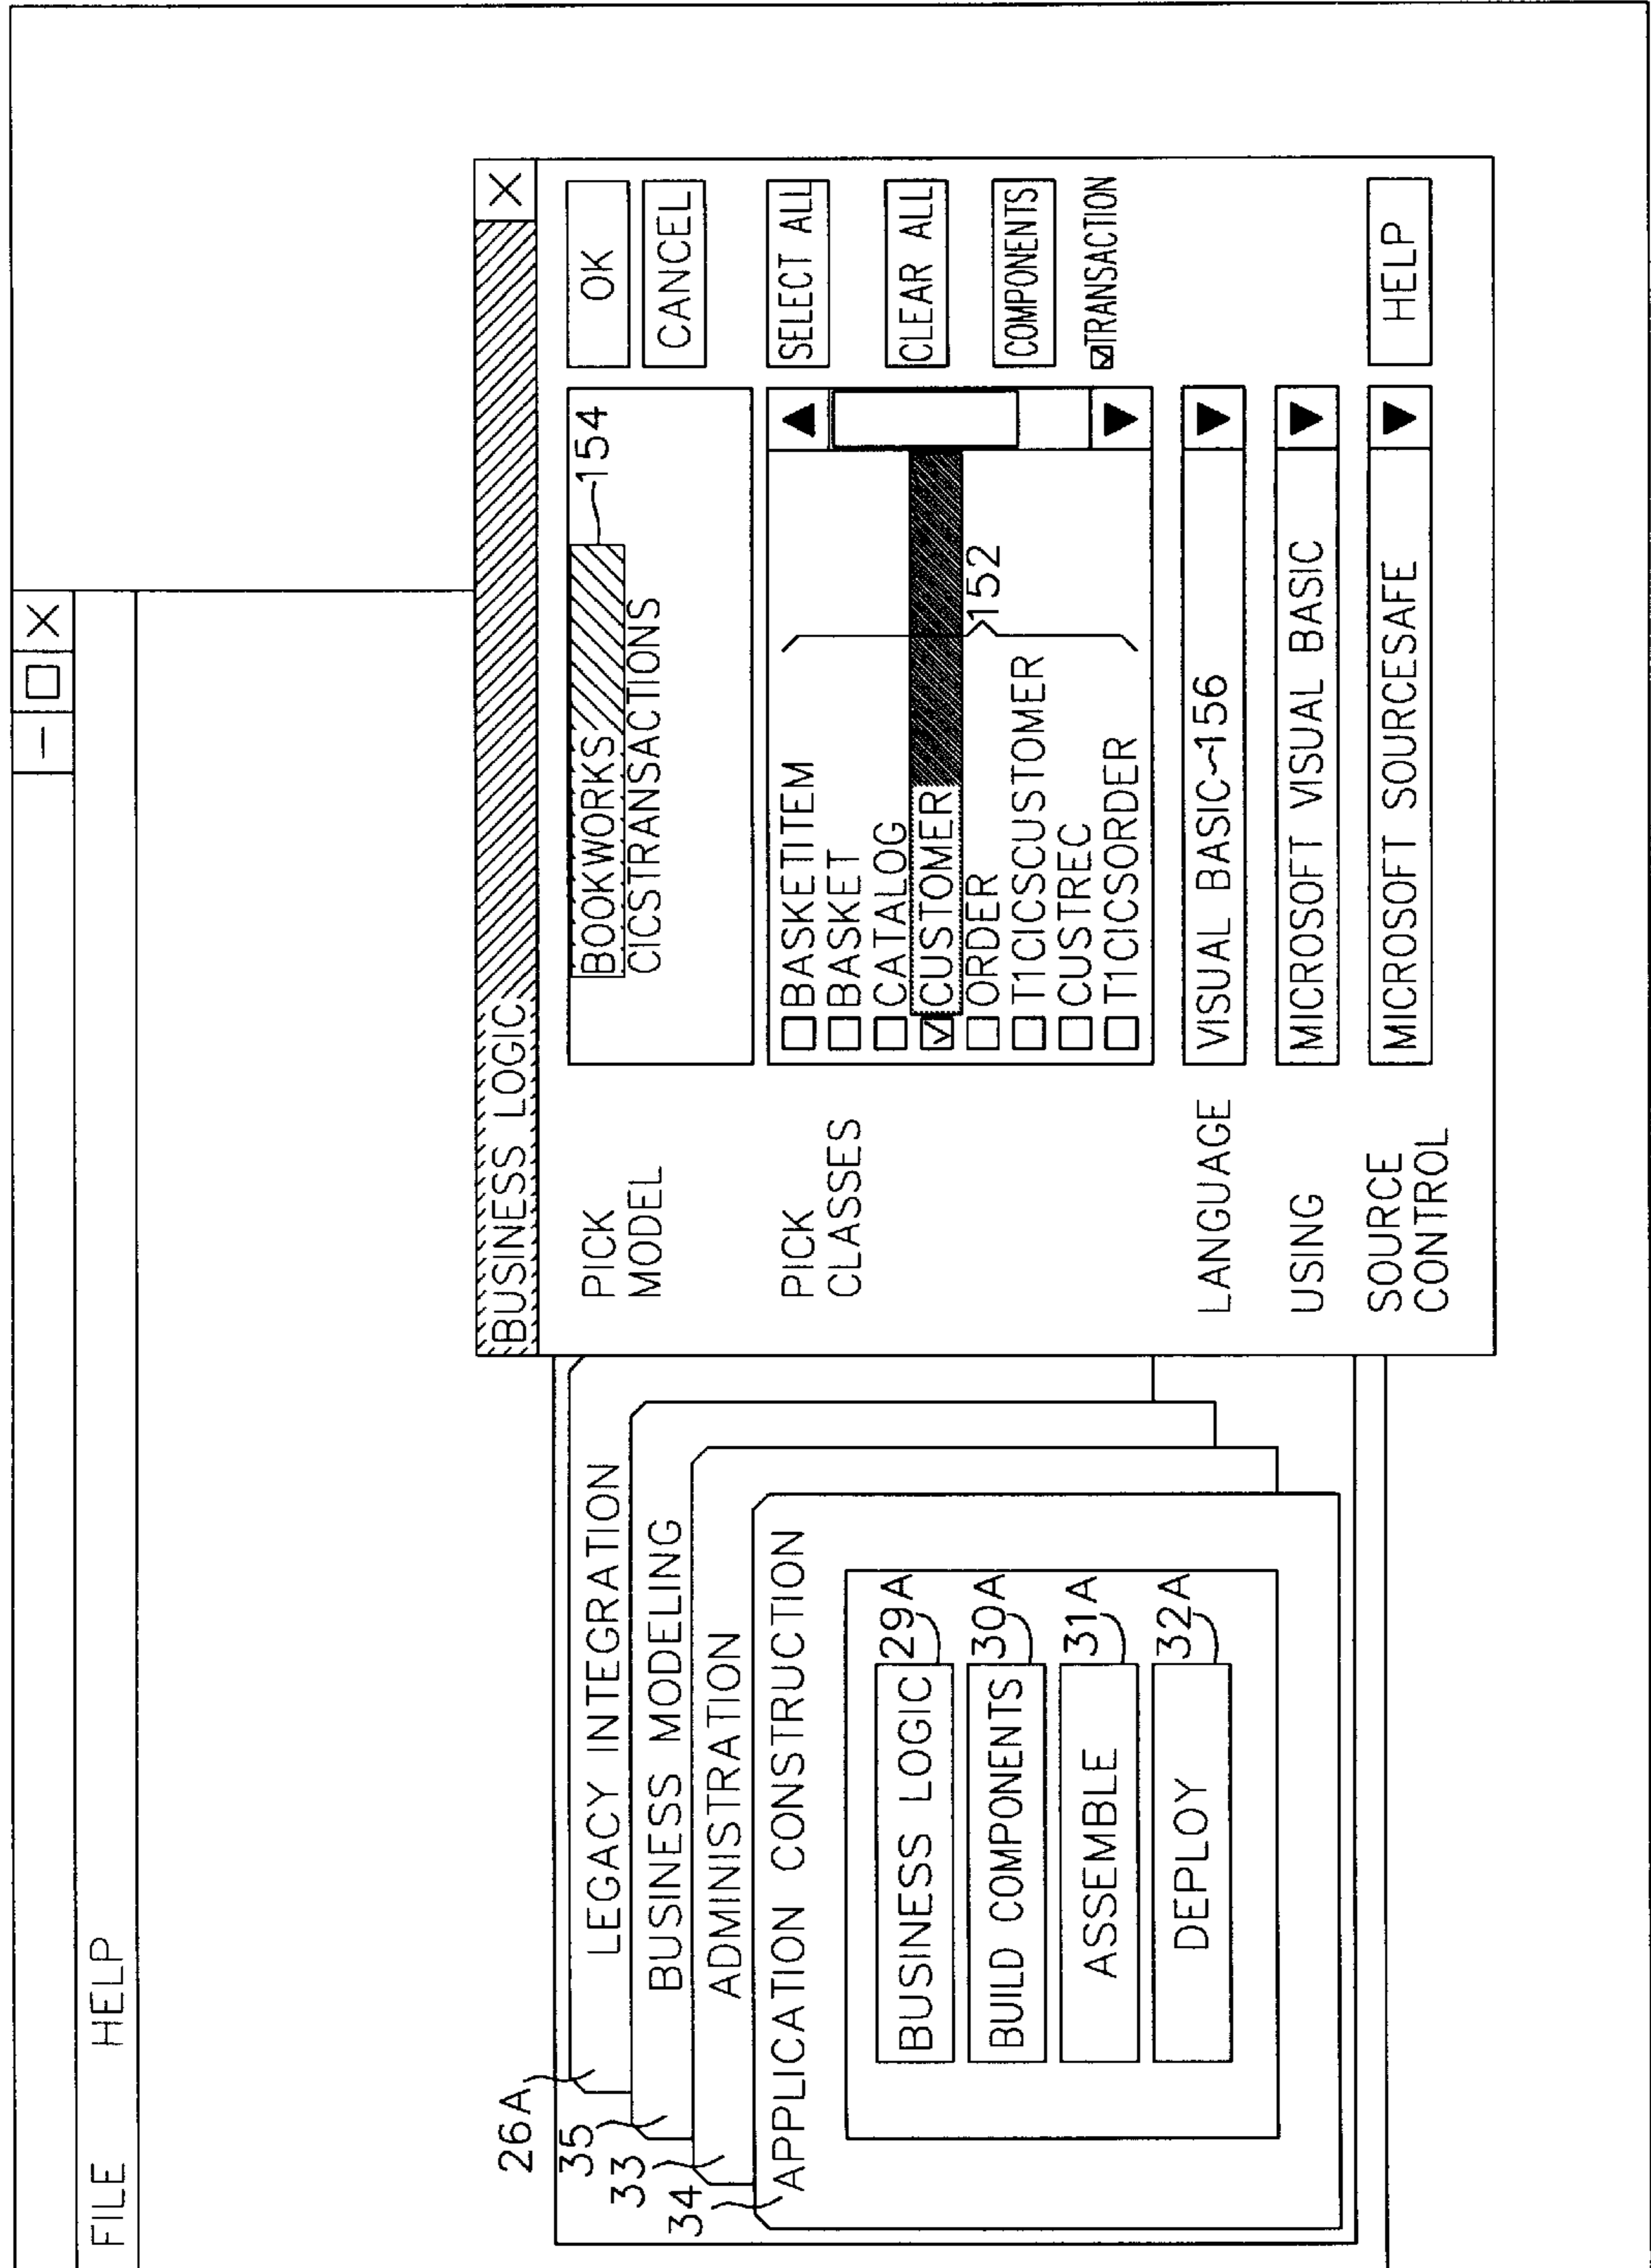 FILE HELP
26A
35
33
34
LEGACY INTEGRATION
BUSINESS MODELING
ADMINISTRATION
APPLICATION CONSTRUCTION
BUSINESS LOGIC 29A
BUILD COMPONENTS 30A
ASSEMBLE 31A
DEPLOY 32A
BUSINESS LOGIC
PICK
MODEL
BOOKWORKS 154
CICSTRANSACTIONS
OK
CANCEL
PICK
CLASSES
BASKETITEM
BASKET
CATALOG
CUSTOMER
ORDER 152
T1CICSCUSTOMER
CUSTREC
T1CICSORDER
SELECT ALL
CLEAR ALL
COMPONENTS
TRANSACTION
LANGUAGE VISUAL BASIC 156
USING MICROSOFT VISUAL BASIC
SOURCE
CONTROL
MICROSOFT SOURCESAFE
HELP